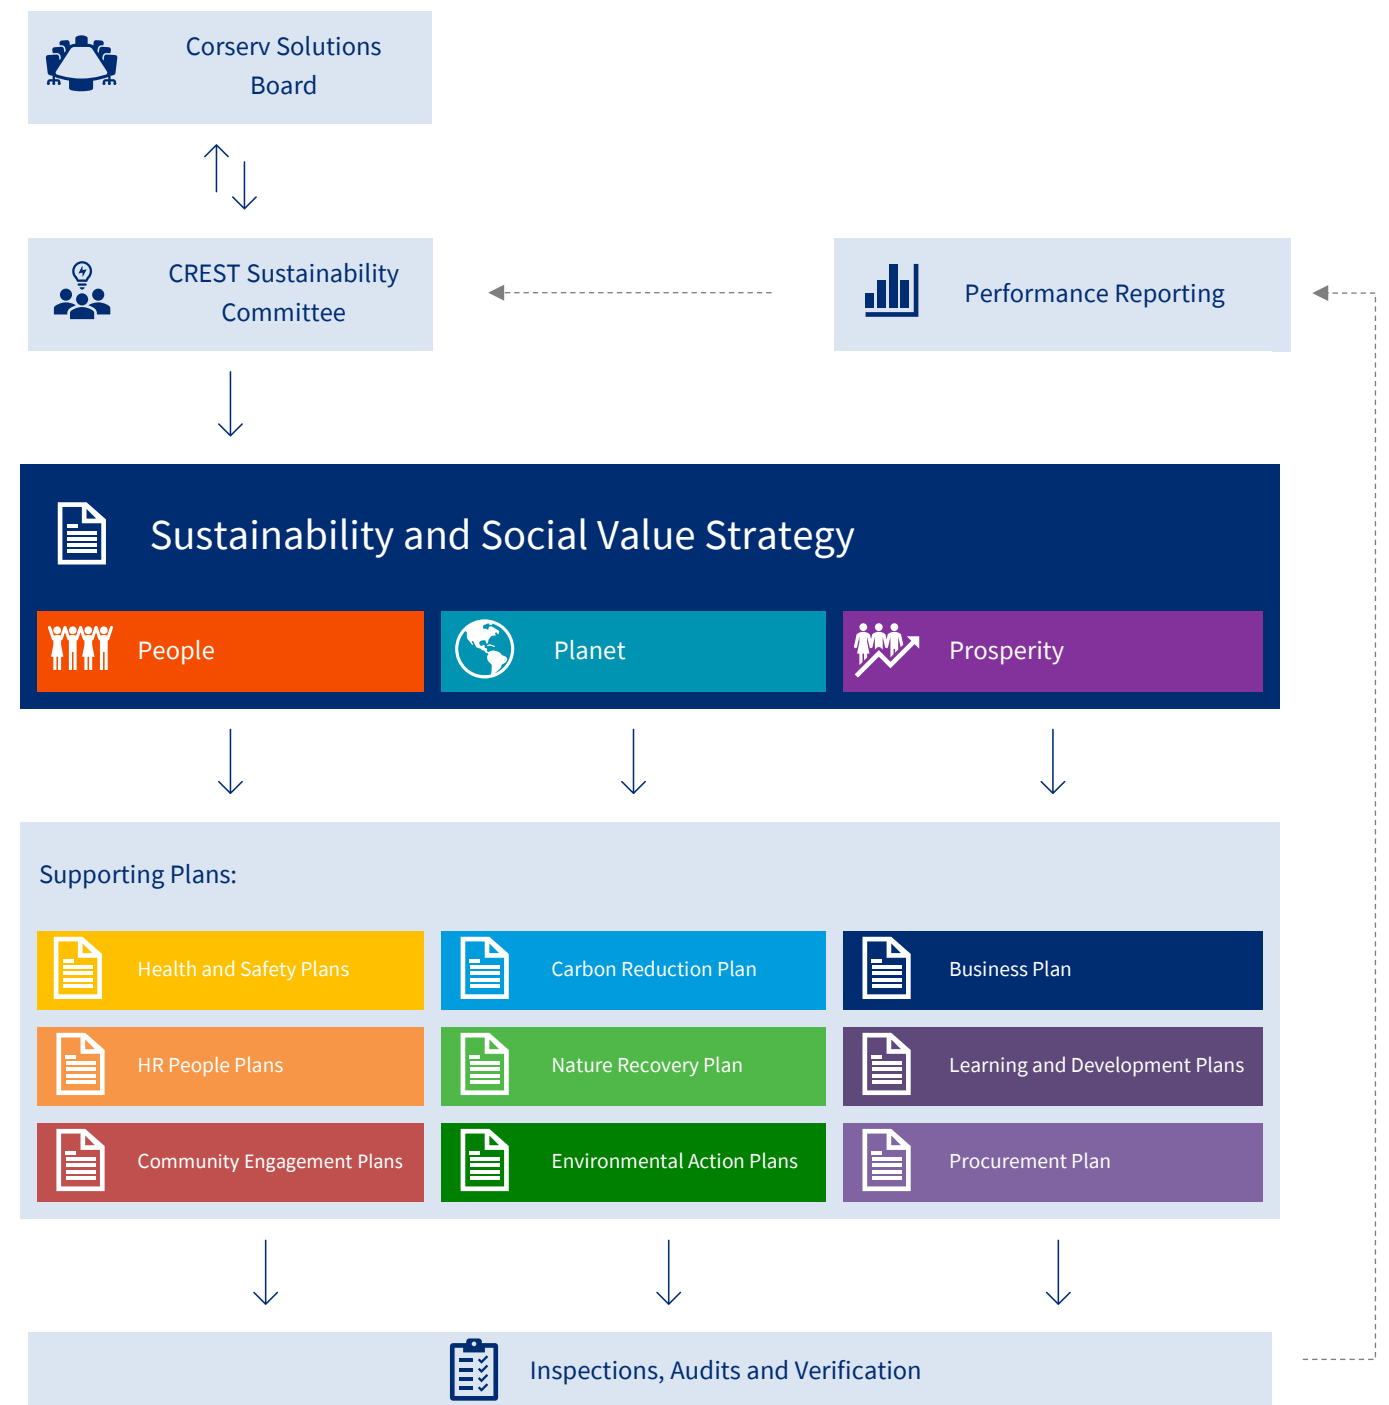 Corserv Solutions
Board
CREST Sustainability
Committee
Performance Reporting
Sustainability and Social Value Strategy
People
Planet
Prosperity
Supporting Plans:
Health and Safety Plans
Carbon Reduction Plan
Business Plan
HR People Plans
Nature Recovery Plan
Learning and Development Plans
Community Engagement Plans
Environmental Action Plans
Procurement Plan
Inspections, Audits and Verification